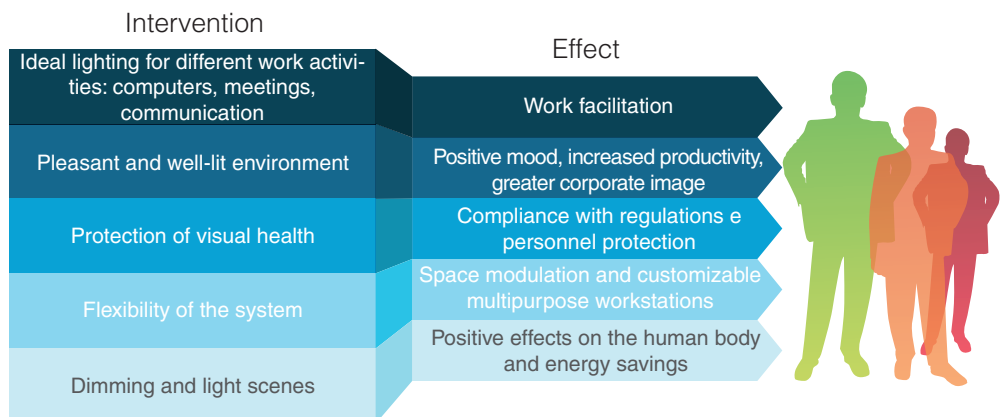 Intervention
Effect
Ideal lighting for different work activi-
ties: computers, meetings,
communication
Work facilitation
Pleasant and well-lit environment
Positive mood, increased productivity,
greater corporate image
Protection of visual health
Compliance with regulations e
personnel protection
Flexibility of the system
Space modulation and customizable
multipurpose workstations
Dimming and light scenes
Positive effects on the human body
and energy savings